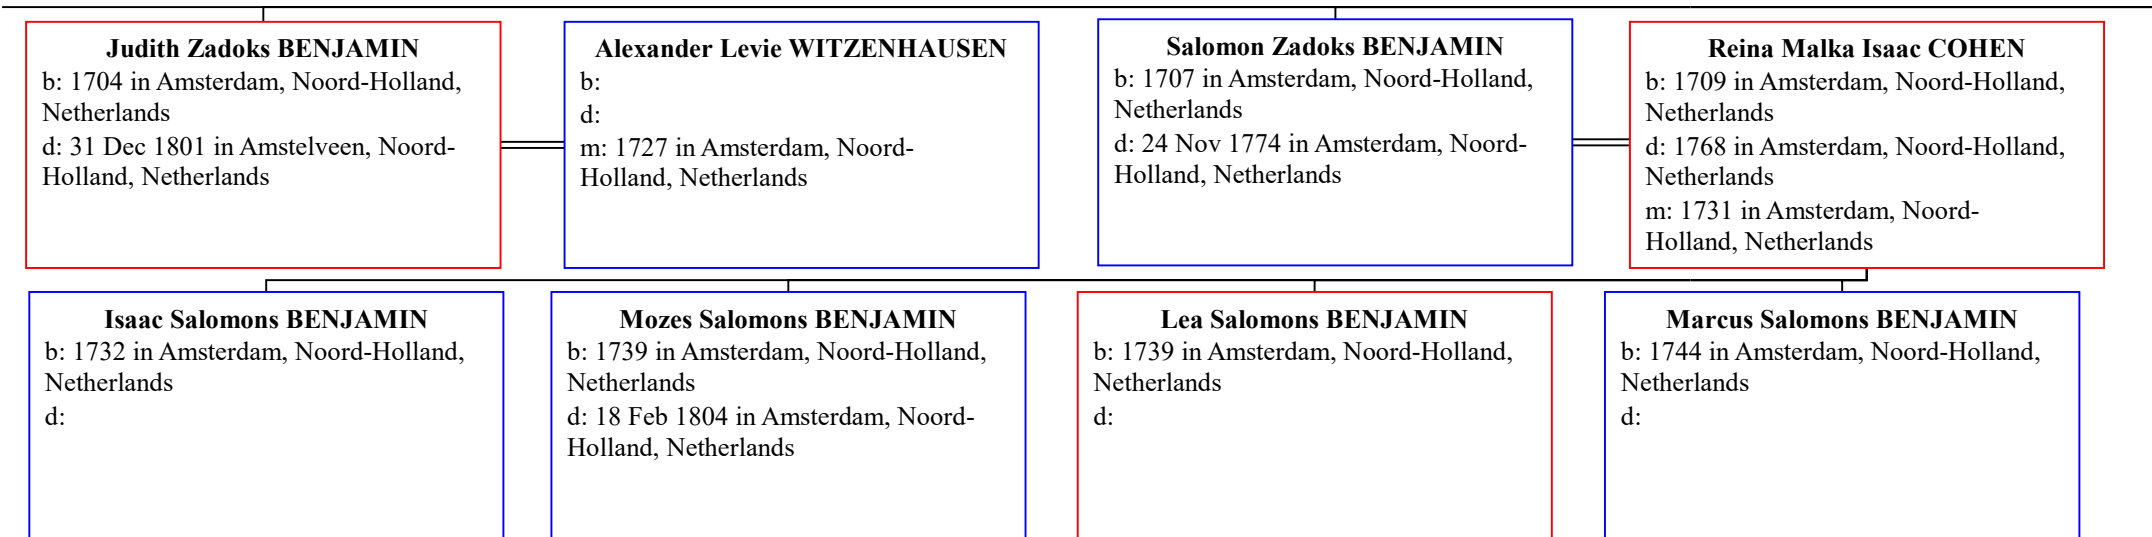 Judith Zadoks BENJAMIN
b: 1704 in Amsterdam, Noord-Holland,
Netherlands
d: 31 Dec 1801 in Amstelveen, Noord-
Holland, Netherlands
Alexander Levie WITZENHAUSEN
b:
d:
m: 1727 in Amsterdam, Noord-
Holland, Netherlands
Salomon Zadoks BENJAMIN
b: 1707 in Amsterdam, Noord-Holland,
Netherlands
d: 24 Nov 1774 in Amsterdam, Noord-
Holland, Netherlands
Reina Malka Isaac COHEN
b: 1709 in Amsterdam, Noord-Holland,
Netherlands
d: 1768 in Amsterdam, Noord-Holland,
Netherlands
m: 1731 in Amsterdam, Noord-
Holland, Netherlands
Isaac Salomons BENJAMIN
b: 1732 in Amsterdam, Noord-Holland,
Netherlands
d:
Mozes Salomons BENJAMIN
b: 1739 in Amsterdam, Noord-Holland,
Netherlands
d: 18 Feb 1804 in Amsterdam, Noord-
Holland, Netherlands
Lea Salomons BENJAMIN
b: 1739 in Amsterdam, Noord-Holland,
Netherlands
d:
Marcus Salomons BENJAMIN
b: 1744 in Amsterdam, Noord-Holland,
Netherlands
d: